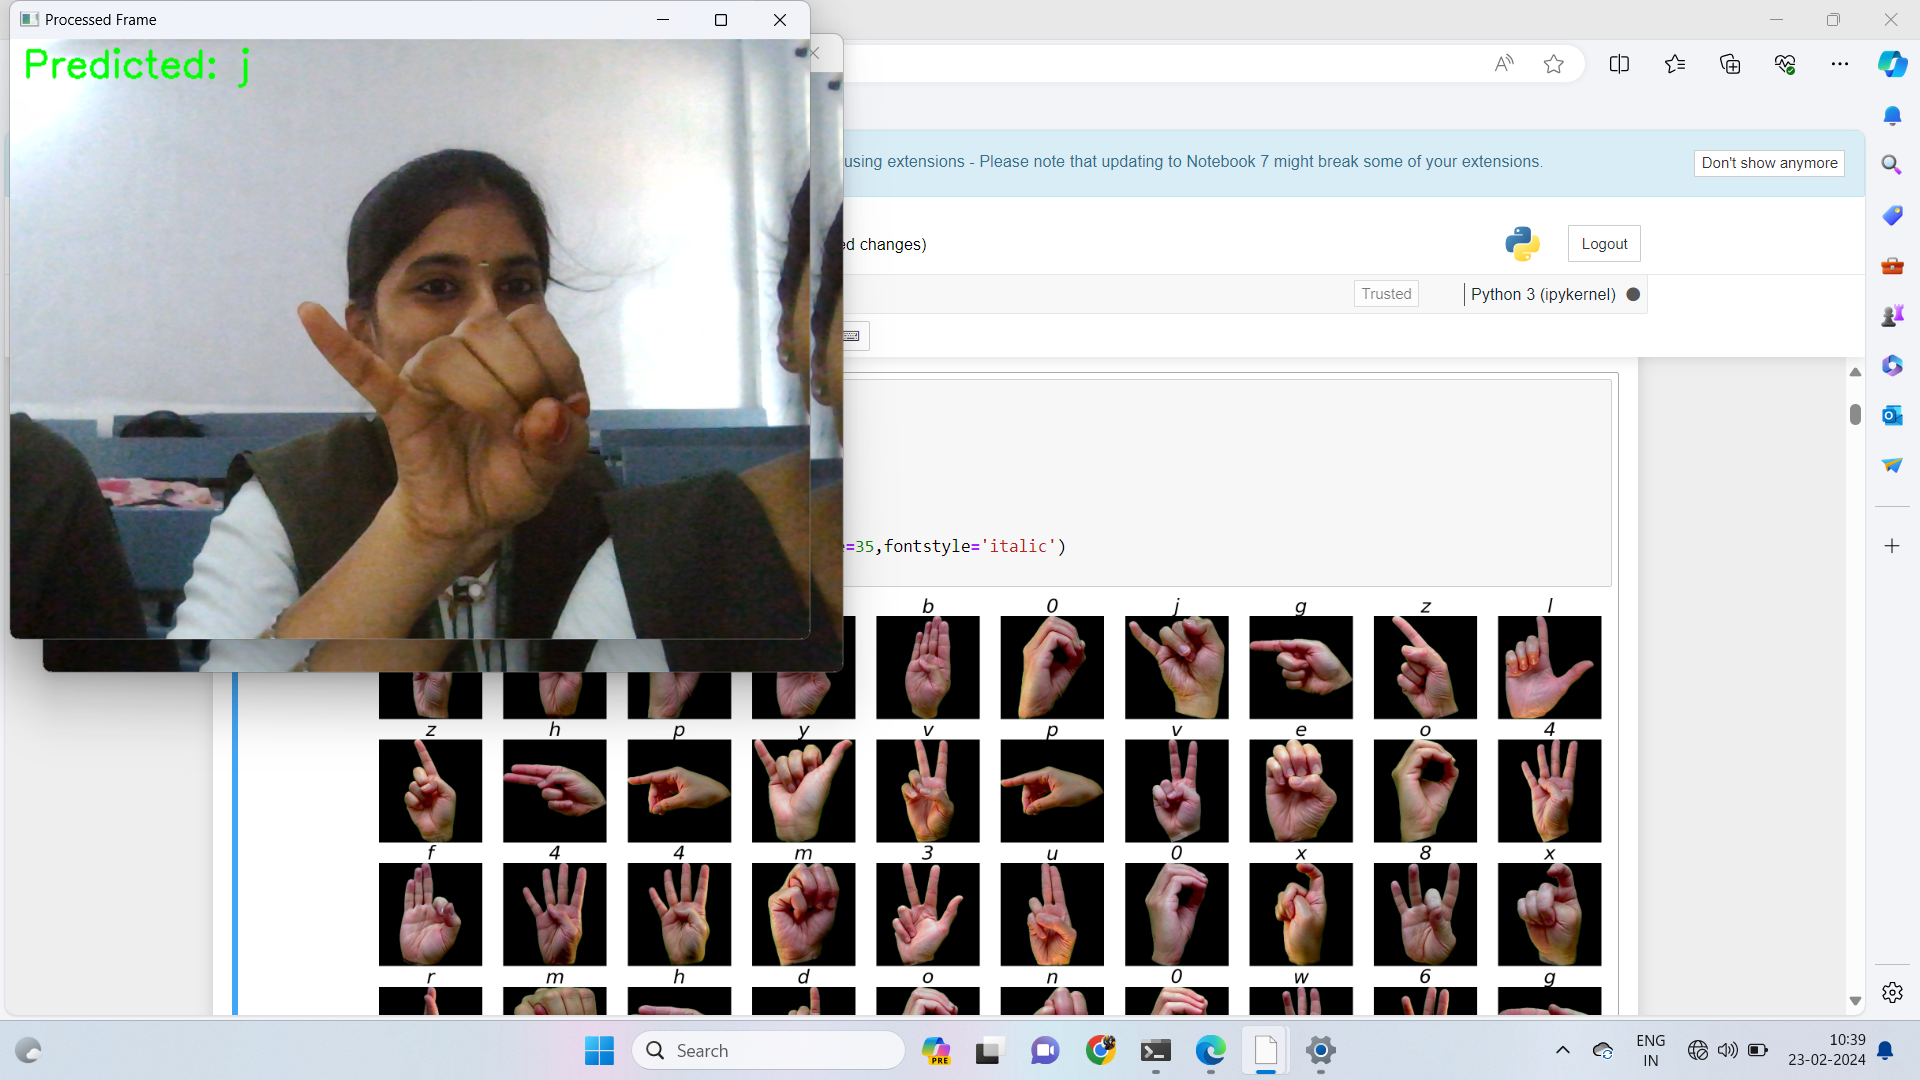 Processed Frame
Predicted: j
using extensions - Please note that updating to Notebook 7 might break some of your extensions.
Don't show anymore
ed changes)
Logout
Trusted
Python 3 (ipykernel)
=35,fontstyle='italic')
b 0 j g z l
z h p y v p v e o 4
f 4 4 m 3 u 0 x 8 x
r m h d o n 0 w 6 g
Search
PRE
ENG
IN
10:39
23-02-2024